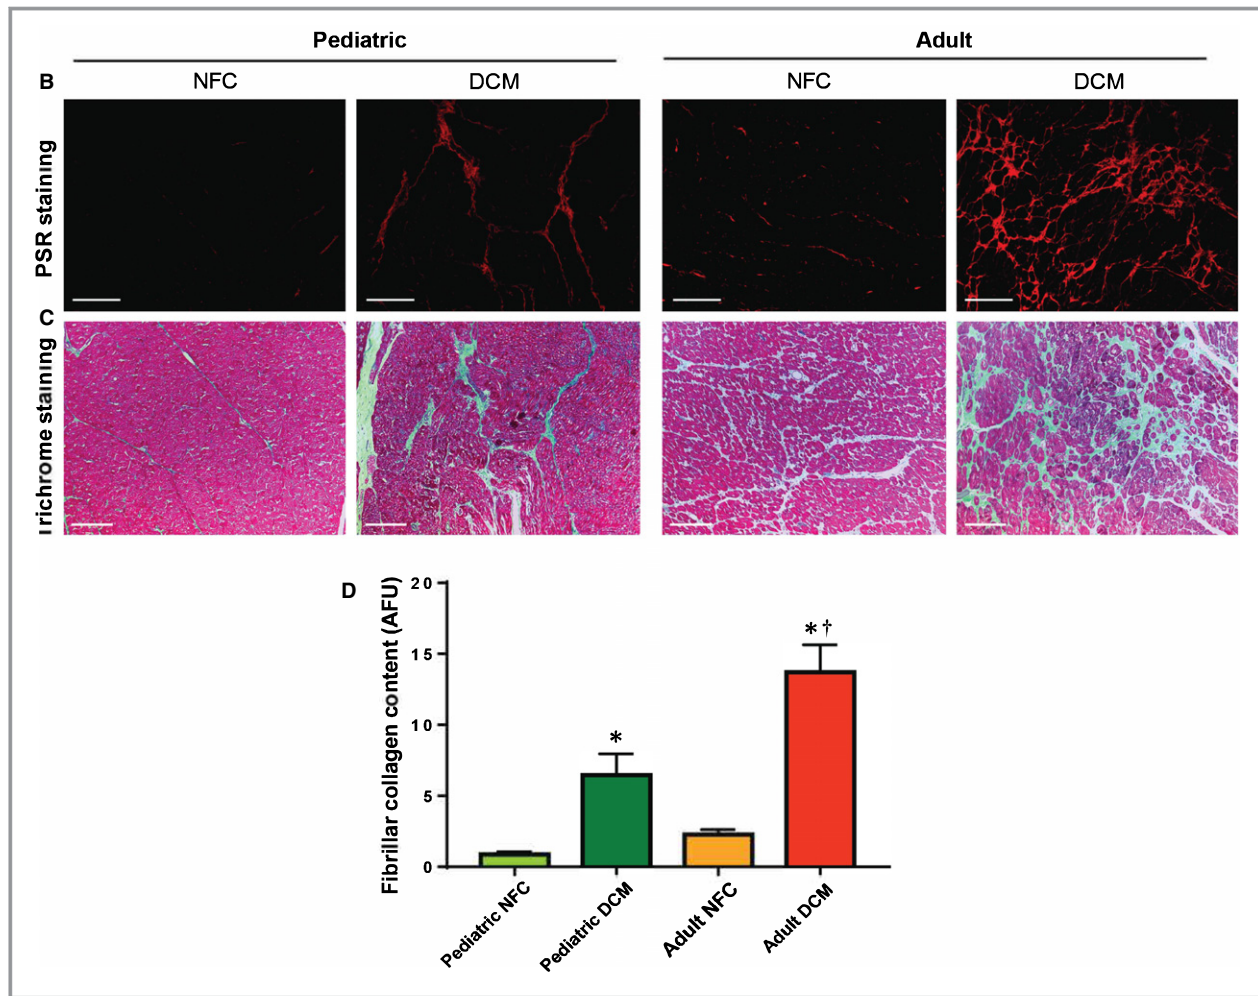 Pediatric Adult
B NFC DCM NFC DCM
PSR staining
C
Trichrome staining
D
Fibrillar collagen content (AFU)
20
15
10
5
0
*
*†
Pediatric NFC
Pediatric DCM
Adult NFC
Adult DCM